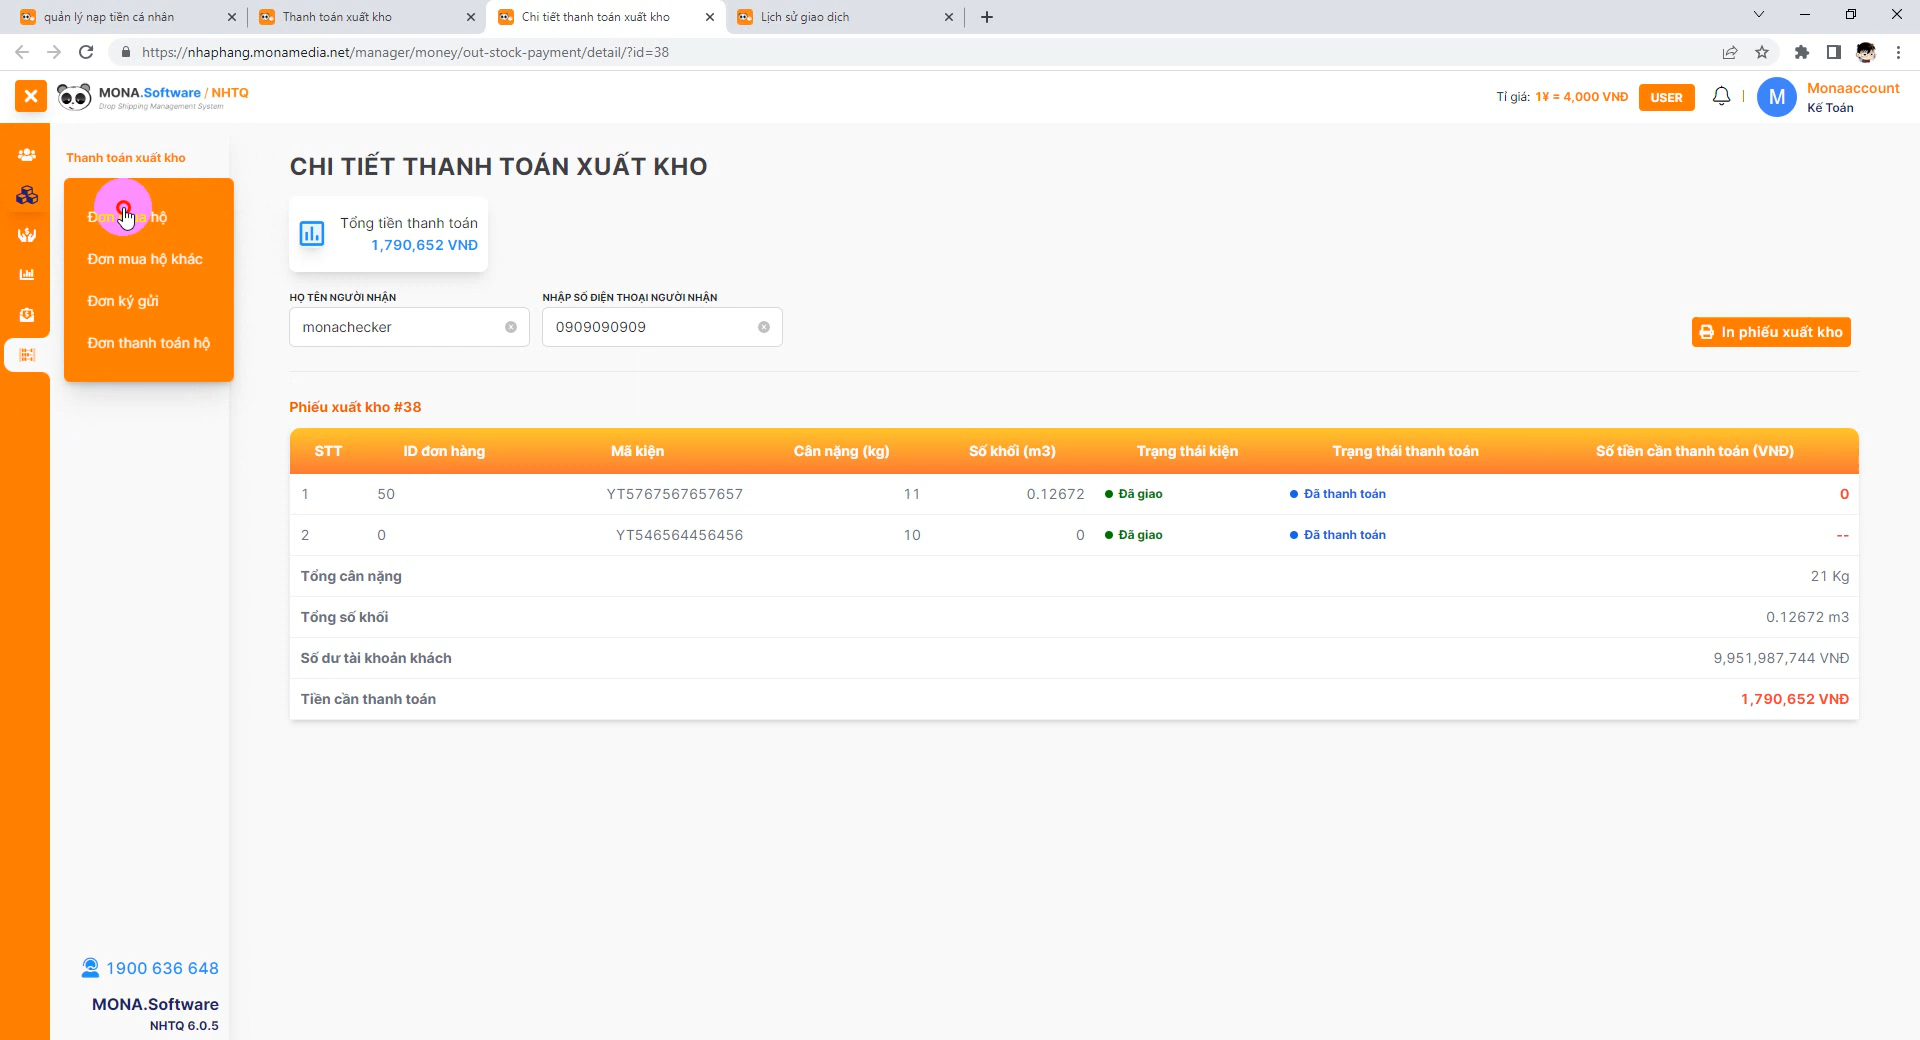 quản lý nạp tiền cá nhân
Thanh toán xuất kho
Chi tiết thanh toán xuất kho
Lịch sử giao dịch
https://nhaphang.monamedia.net/manager/money/out-stock-payment/detail/?id=38
MONA.Software / NHTQ
Drop Shipping Management System
Tỉ giá: 1¥ = 4,000 VNĐ
USER
M
Monaaccount
Kế Toán
Thanh toán xuất kho
Đơn mua hộ
Đơn mua hộ khác
Đơn ký gửi
Đơn thanh toán hộ
CHI TIẾT THANH TOÁN XUẤT KHO
Tổng tiền thanh toán
1,790,652 VNĐ
HỌ TÊN NGƯỜI NHẬN
NHẬP SỐ ĐIỆN THOẠI NGƯỜI NHẬN
monachecker
0909090909
In phiếu xuất kho
Phiếu xuất kho #38
STT ID đơn hàng Mã kiện Cân nặng (kg) Số khối (m3) Trạng thái kiện Trạng thái thanh toán Số tiền cần thanh toán (VNĐ)
1 50 YT5767567657657 11 0.12672 Đã giao Đã thanh toán 0
2 0 YT546564456456 10 0 Đã giao Đã thanh toán --
Tổng cân nặng 21 Kg
Tổng số khối 0.12672 m3
Số dư tài khoản khách 9,951,987,744 VNĐ
Tiền cần thanh toán 1,790,652 VNĐ
1900 636 648
MONA.Software
NHTQ 6.0.5